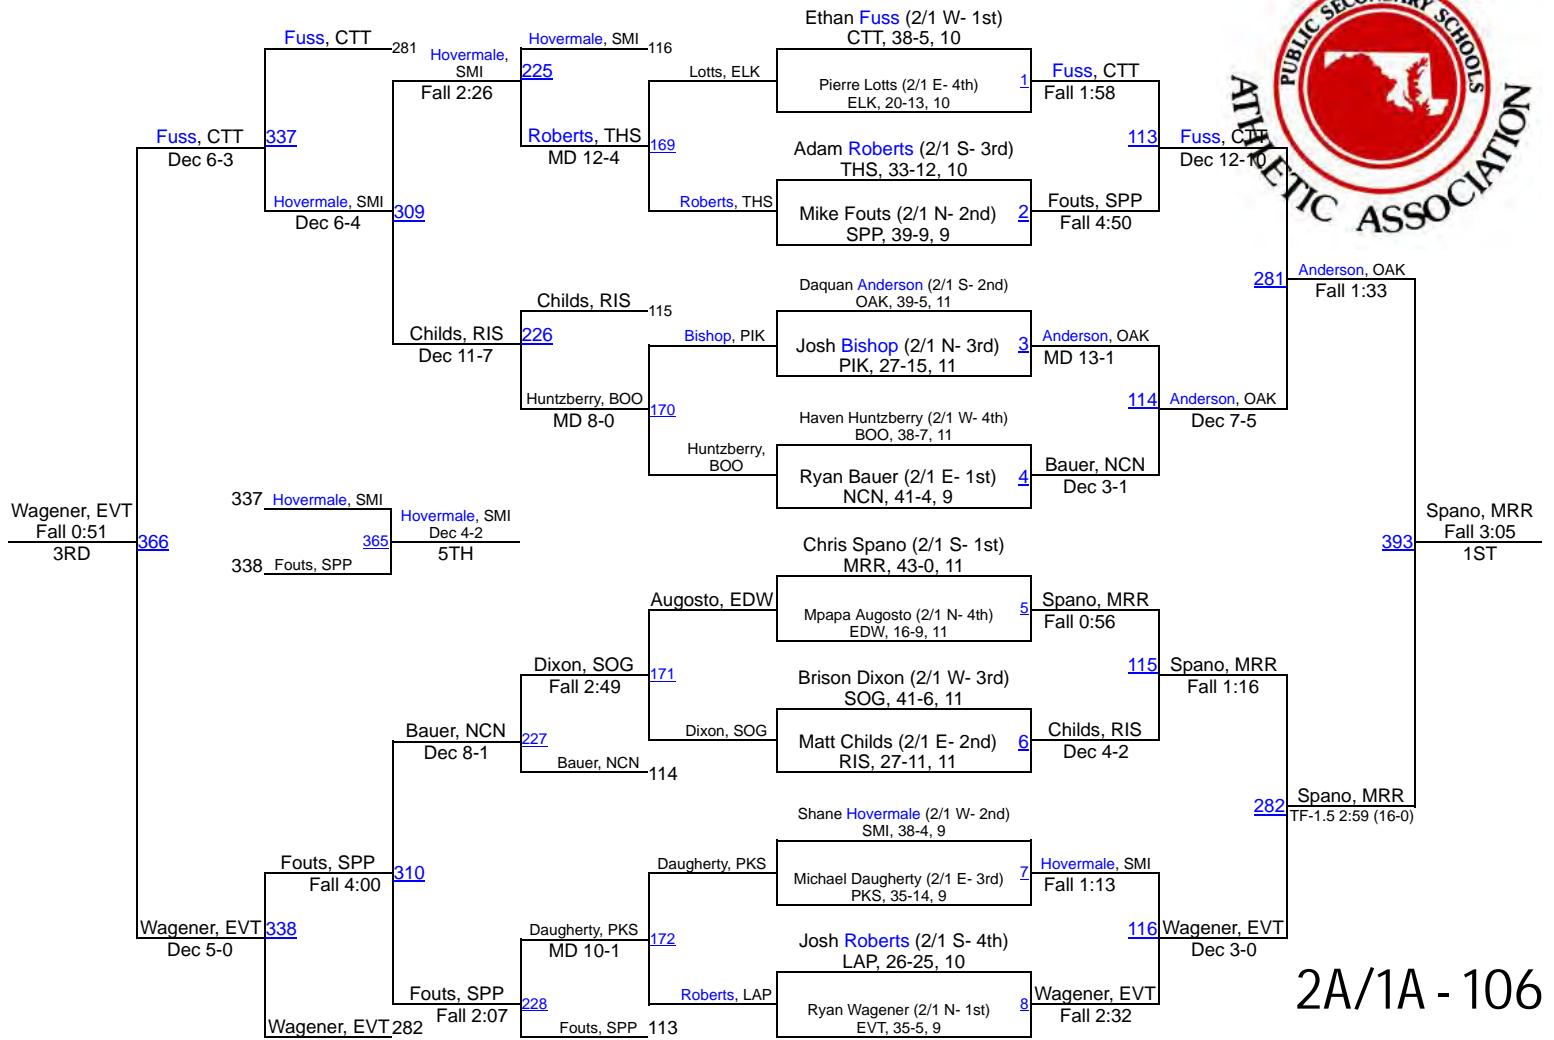 PUBLIC SECONDARY SCHOOLS
ATHLETIC ASSOCIATION
Ethan Fuss (2/1 W- 1st)
CTT, 38-5, 10
Pierre Lotts (2/1 E- 4th)
ELK, 20-13, 10
1
Adam Roberts (2/1 S- 3rd)
THS, 33-12, 10
Mike Fouts (2/1 N- 2nd)
SPP, 39-9, 9
2
Daquan Anderson (2/1 S- 2nd)
OAK, 39-5, 11
Josh Bishop (2/1 N- 3rd)
PIK, 27-15, 11
3
Haven Huntzberry (2/1 W- 4th)
BOO, 38-7, 11
Ryan Bauer (2/1 E- 1st)
NCN, 41-4, 9
4
Chris Spano (2/1 S- 1st)
MRR, 43-0, 11
Mpapa Augosto (2/1 N- 4th)
EDW, 16-9, 11
5
Brison Dixon (2/1 W- 3rd)
SOG, 41-6, 11
Matt Childs (2/1 E- 2nd)
RIS, 27-11, 11
6
Shane Hovermale (2/1 W- 2nd)
SMI, 38-4, 9
Michael Daugherty (2/1 E- 3rd)
PKS, 35-14, 9
7
Josh Roberts (2/1 S- 4th)
LAP, 26-25, 10
Ryan Wagener (2/1 N- 1st)
EVT, 35-5, 9
8
Fuss, CTT
Fall 1:58
Fouts, SPP
Fall 4:50
Anderson, OAK
MD 13-1
Bauer, NCN
Dec 3-1
Spano, MRR
Fall 0:56
Childs, RIS
Dec 4-2
Hovermale, SMI
Fall 1:13
Wagener, EVT
Fall 2:32
113
Fuss, CTT
Dec 12-10
114
Anderson, OAK
Dec 7-5
115
Spano, MRR
Fall 1:16
116
Wagener, EVT
Dec 3-0
281
Anderson, OAK
Fall 1:33
282
Spano, MRR
TF-1.5 2:59 (16-0)
393
Spano, MRR
Fall 3:05
1ST
Lotts, ELK
169
Roberts, THS
Bishop, PIK
170
Huntzberry,
BOO
Augosto, EDW
171
Dixon, SOG
Daugherty, PKS
172
Roberts, LAP
Hovermale, SMI
116
225
Roberts, THS
MD 12-4
Childs, RIS
115
226
Huntzberry, BOO
MD 8-0
Dixon, SOG
Fall 2:49
227
Bauer, NCN
114
Daugherty, PKS
MD 10-1
228
Fouts, SPP
113
Hovermale,
SMI
Fall 2:26
309
Childs, RIS
Dec 11-7
Bauer, NCN
Dec 8-1
310
Fouts, SPP
Fall 2:07
Fuss, CTT
281
337
Hovermale, SMI
Dec 6-4
Fouts, SPP
Fall 4:00
338
Wagener, EVT
282
Fuss, CTT
Dec 6-3
366
Wagener, EVT
Dec 5-0
Wagener, EVT
Fall 0:51
3RD
337
Hovermale, SMI
338
Fouts, SPP
365
Hovermale, SMI
Dec 4-2
5TH
2A/1A - 106